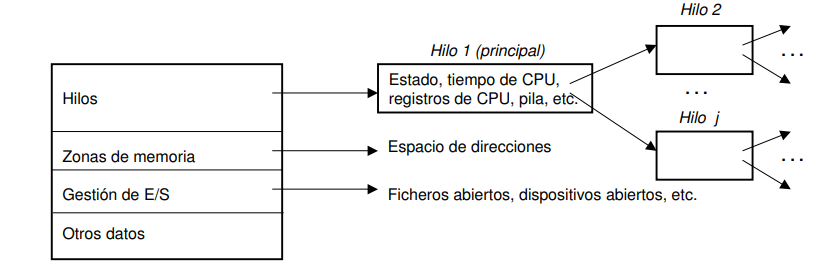 Hilo 2
Hilo 1 (principal)
. . .
Estado, tiempo de CPU,
registros de CPU, pila, etc.
Hilos
. . .
Hilo j
Espacio de direcciones
Zonas de memoria
. . .
Gestión de E/S
Ficheros abiertos, dispositivos abiertos, etc.
Otros datos